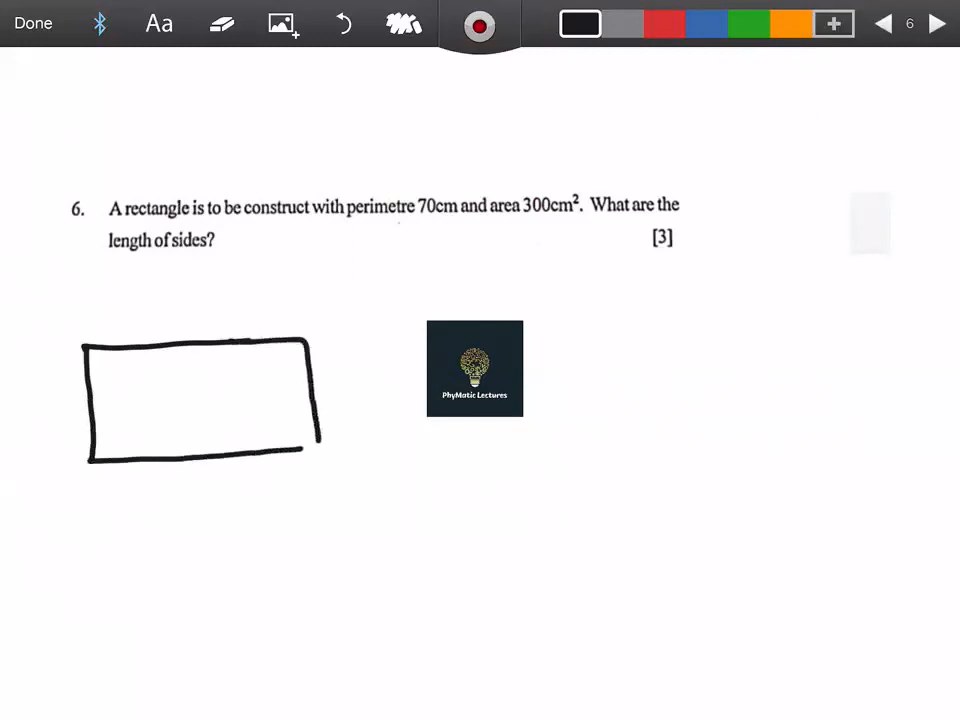 Done Aa 6
6. A rectangle is to be construct with perimetre 70cm and area 300cm². What are the
length of sides? [3]
PhyMatic Lectures